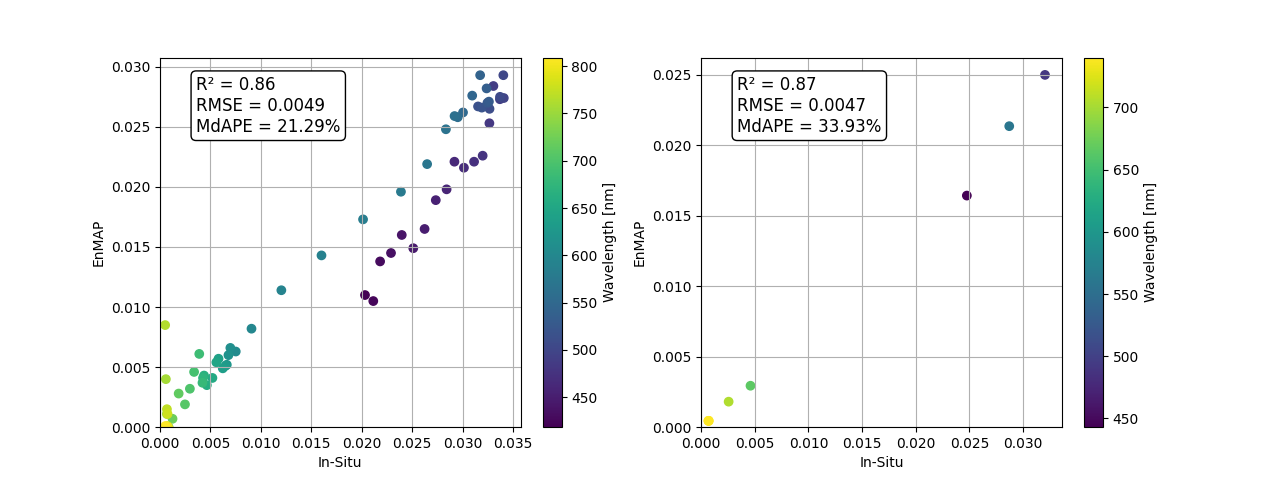 R² = 0.86
RMSE = 0.0049
MdAPE = 21.29%
0.030
0.025
0.020
0.015
0.010
0.005
0.000
EnMAP
0.000 0.005 0.010 0.015 0.020 0.025 0.030 0.035
In-Situ
800
750
700
650
600
550
500
450
Wavelength [nm]
R² = 0.87
RMSE = 0.0047
MdAPE = 33.93%
0.025
0.020
0.015
0.010
0.005
0.000
EnMAP
0.000 0.005 0.010 0.015 0.020 0.025 0.030
In-Situ
700
650
600
550
500
450
Wavelength [nm]